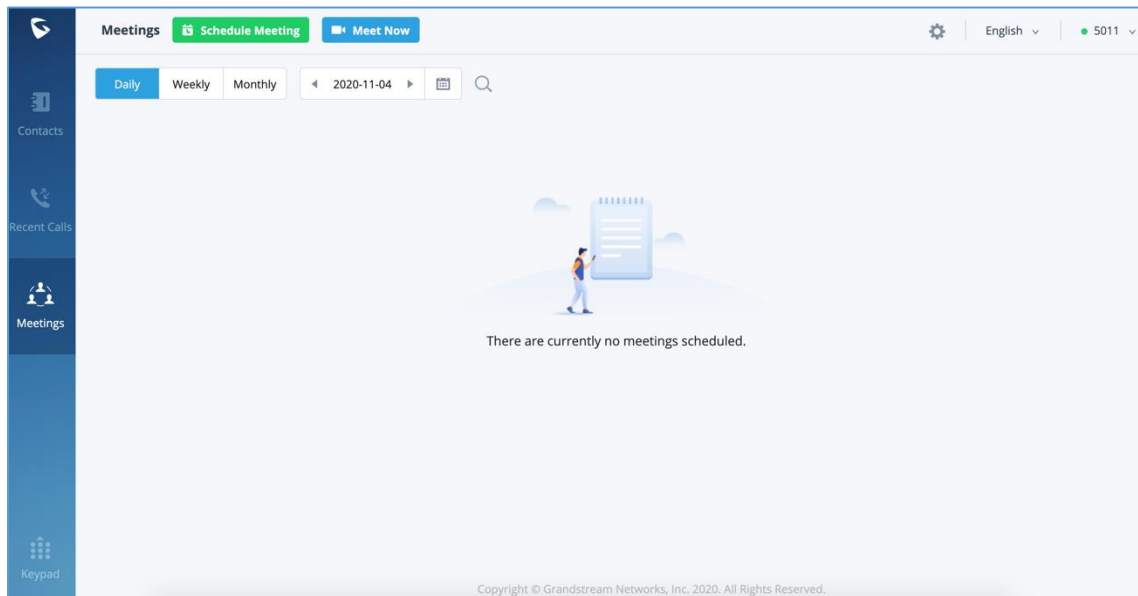 Meetings Schedule Meeting Meet Now English 5011
Daily Weekly Monthly 2020-11-04
Contacts
Recent Calls
Meetings
There are currently no meetings scheduled.
Keypad
Copyright © Grandstream Networks, Inc. 2020. All Rights Reserved.